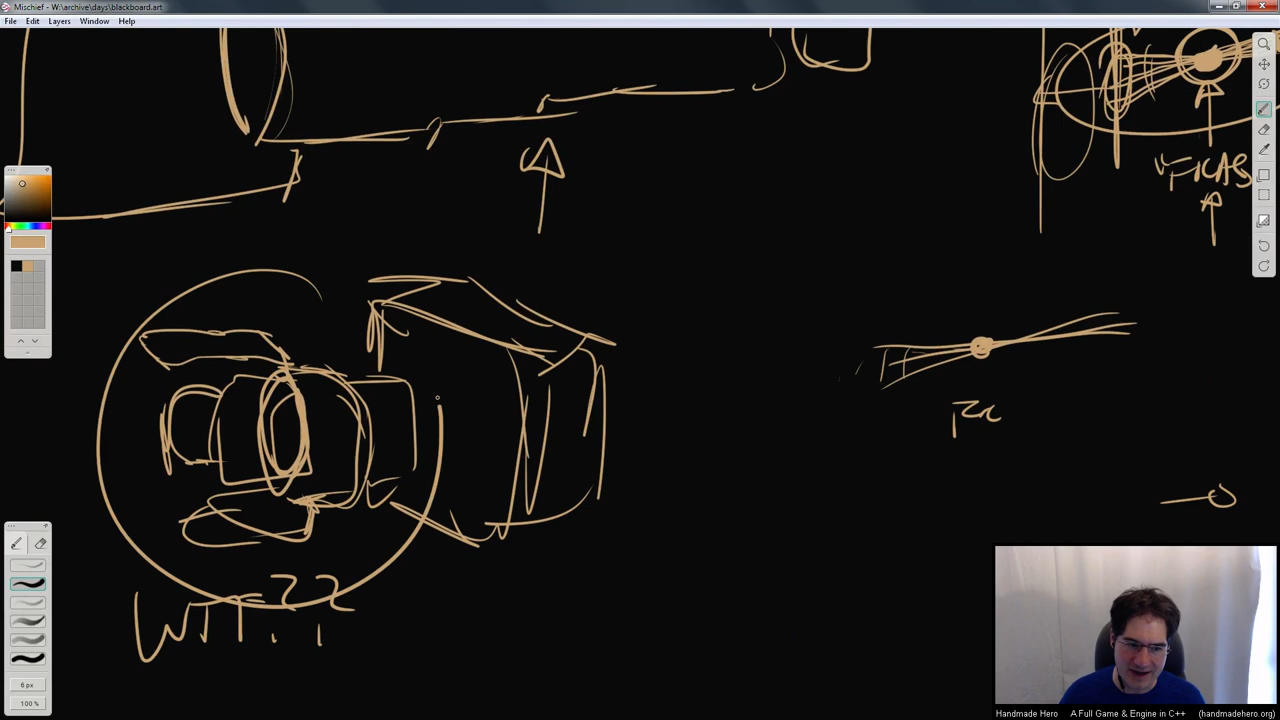 Mischief - W:\archive\days\blackboard.art
File Edit Layers Window Help
6 px
100 %
WTF??
Handmade Hero A Full Game & Engine in C++ (handmadehero.org)